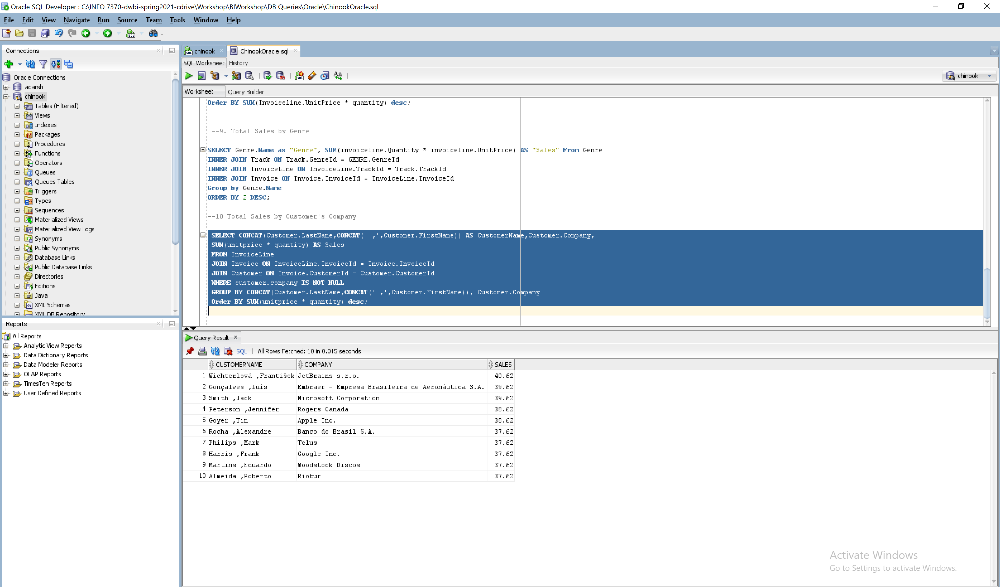 Oracle SQL Developer : C:\INFO 7370-dwbi-spring2021-cdrive\Workshop\BIWorkshop\DB Queries\Oracle\ChinookOracle.sql
File Edit View Navigate Run Source Team Tools Window Help
Connections
Oracle Connections
adarsh
chinook
Tables (Filtered)
Views
Indexes
Packages
Procedures
Functions
Operators
Queues
Queues Tables
Triggers
Types
Sequences
Materialized Views
Materialized View Logs
Synonyms
Public Synonyms
Database Links
Public Database Links
Directories
Editions
Java
XML Schemas
XML DB Repository
Reports
All Reports
Analytic View Reports
Data Dictionary Reports
Data Modeler Reports
OLAP Reports
TimesTen Reports
User Defined Reports
chinook ChinookOracle.sql
SQL Worksheet History
chinook
Worksheet Query Builder
Order BY SUM(Invoiceline.UnitPrice * quantity) desc;
--9. Total Sales by Genre
SELECT Genre.Name as "Genre", SUM(invoiceline.Quantity * invoiceline.UnitPrice) AS "Sales" From Genre
INNER JOIN Track ON Track.GenreId = GENRE.GenreId
INNER JOIN InvoiceLine ON InvoiceLine.TrackId = Track.TrackId
INNER JOIN Invoice ON Invoice.InvoiceId = InvoiceLine.InvoiceId
Group by Genre.Name
ORDER BY 2 DESC;
--10 Total Sales by Customer's Company
SELECT CONCAT(Customer.LastName,CONCAT(' ,',Customer.FirstName)) AS CustomerName,Customer.Company,
SUM(unitprice * quantity) AS Sales
FROM InvoiceLine
JOIN Invoice ON InvoiceLine.InvoiceId = Invoice.InvoiceId
JOIN Customer ON Invoice.CustomerId = Customer.CustomerId
WHERE customer.company IS NOT NULL
GROUP BY CONCAT(Customer.LastName,CONCAT(' ,',Customer.FirstName)), Customer.Company
Order BY SUM(unitprice * quantity) desc;
Query Result
SQL All Rows Fetched: 10 in 0.015 seconds
CUSTOMERNAME COMPANY SALES
1 Wichterlová ,František JetBrains s.r.o. 40.62
2 Gonçalves ,Luís Embraer - Empresa Brasileira de Aeronáutica S.A. 39.62
3 Smith ,Jack Microsoft Corporation 39.62
4 Peterson ,Jennifer Rogers Canada 38.62
5 Goyer ,Tim Apple Inc. 38.62
6 Rocha ,Alexandre Banco do Brasil S.A. 37.62
7 Philips ,Mark Telus 37.62
8 Harris ,Frank Google Inc. 37.62
9 Martins ,Eduardo Woodstock Discos 37.62
10 Almeida ,Roberto Riotur 37.62
Activate Windows
Go to Settings to activate Windows.